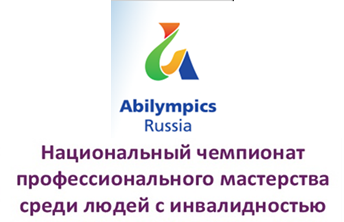 Abilympics
Russia
Национальный чемпионат
профессионального мастерства
среди людей с инвалидностью